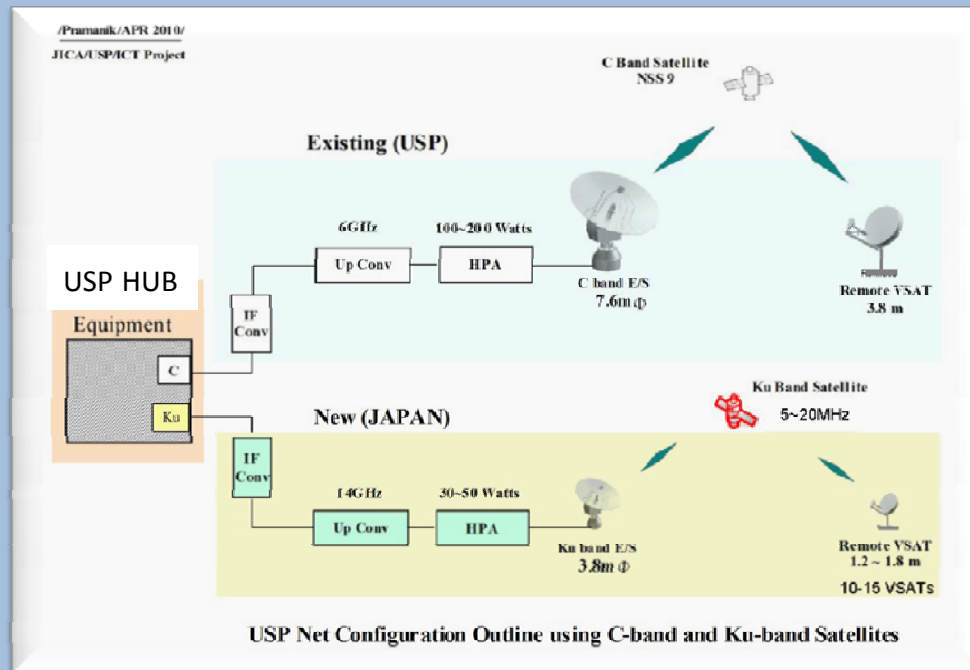 /Pramanik/APR 2010/
JICA/USP/ICT Project
C Band Satellite
NSS 9
Existing (USP)
6GHz
100~200 Watts
Up Conv
HPA
C band E/S
7.6m Φ
Remote VSAT
3.8 m
USP HUB
Equipment
IF
Conv
C
Ku
Ku Band Satellite
5~20MHz
New (JAPAN)
IF
Conv
14GHz
30~50 Watts
Up Conv
HPA
Ku band E/S
3.8m Φ
Remote VSAT
1.2 ~ 1.8 m
10-15 VSATs
USP Net Configuration Outline using C-band and Ku-band Satellites